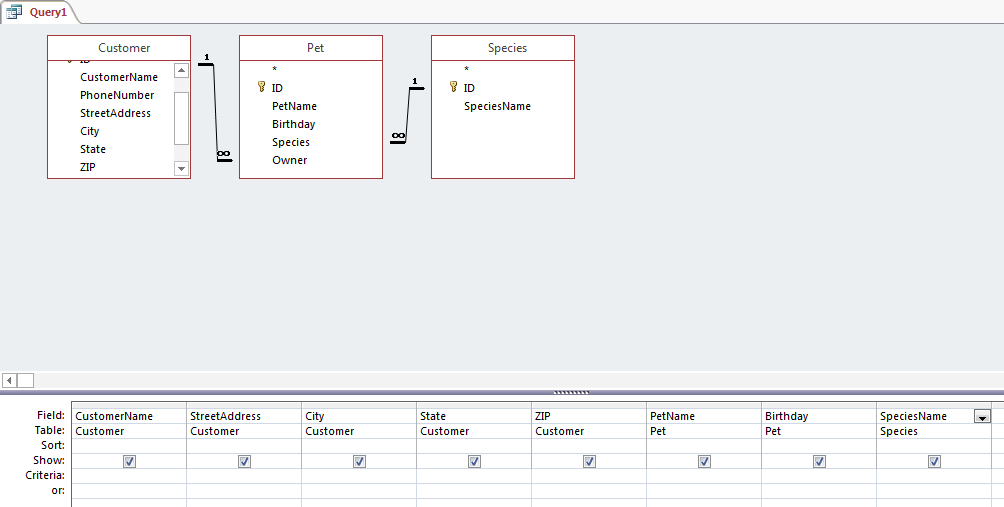 Query1
Customer
ID
CustomerName
PhoneNumber
StreetAddress
City
State
ZIP
1
∞
Pet
*
ID
PetName
Birthday
Species
Owner
1
∞
Species
*
ID
SpeciesName
Field: CustomerName StreetAddress City State ZIP PetName Birthday SpeciesName
Table: Customer Customer Customer Customer Customer Pet Pet Species
Sort:
Show:
Criteria:
or: